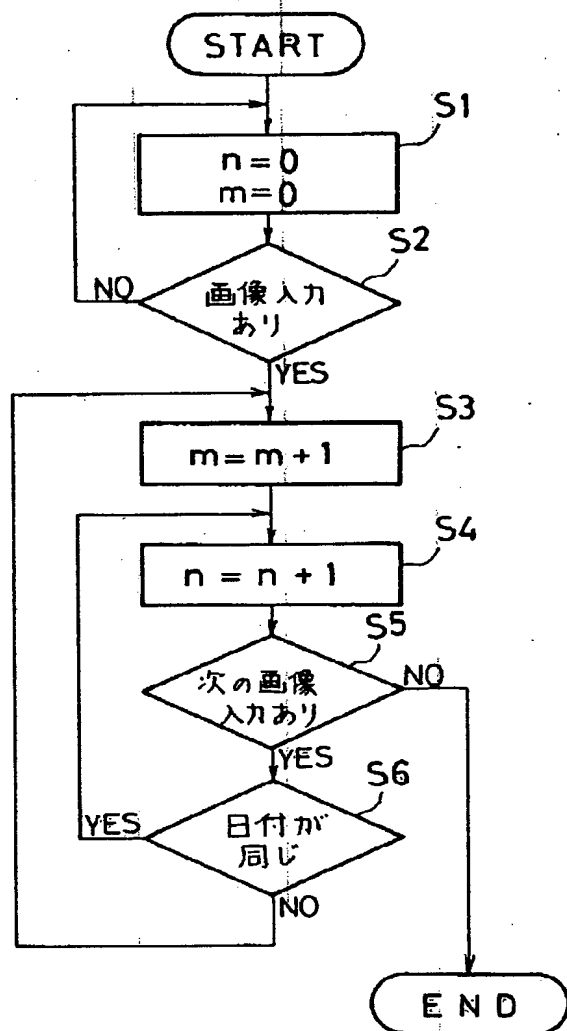 START
S1
n=0
m=0
S2
NO
画像入力
あり
YES
S3
m=m+1
S4
n=n+1
S5
次の画像
入力あり
NO
YES
S6
YES
日付が
同じ
NO
END